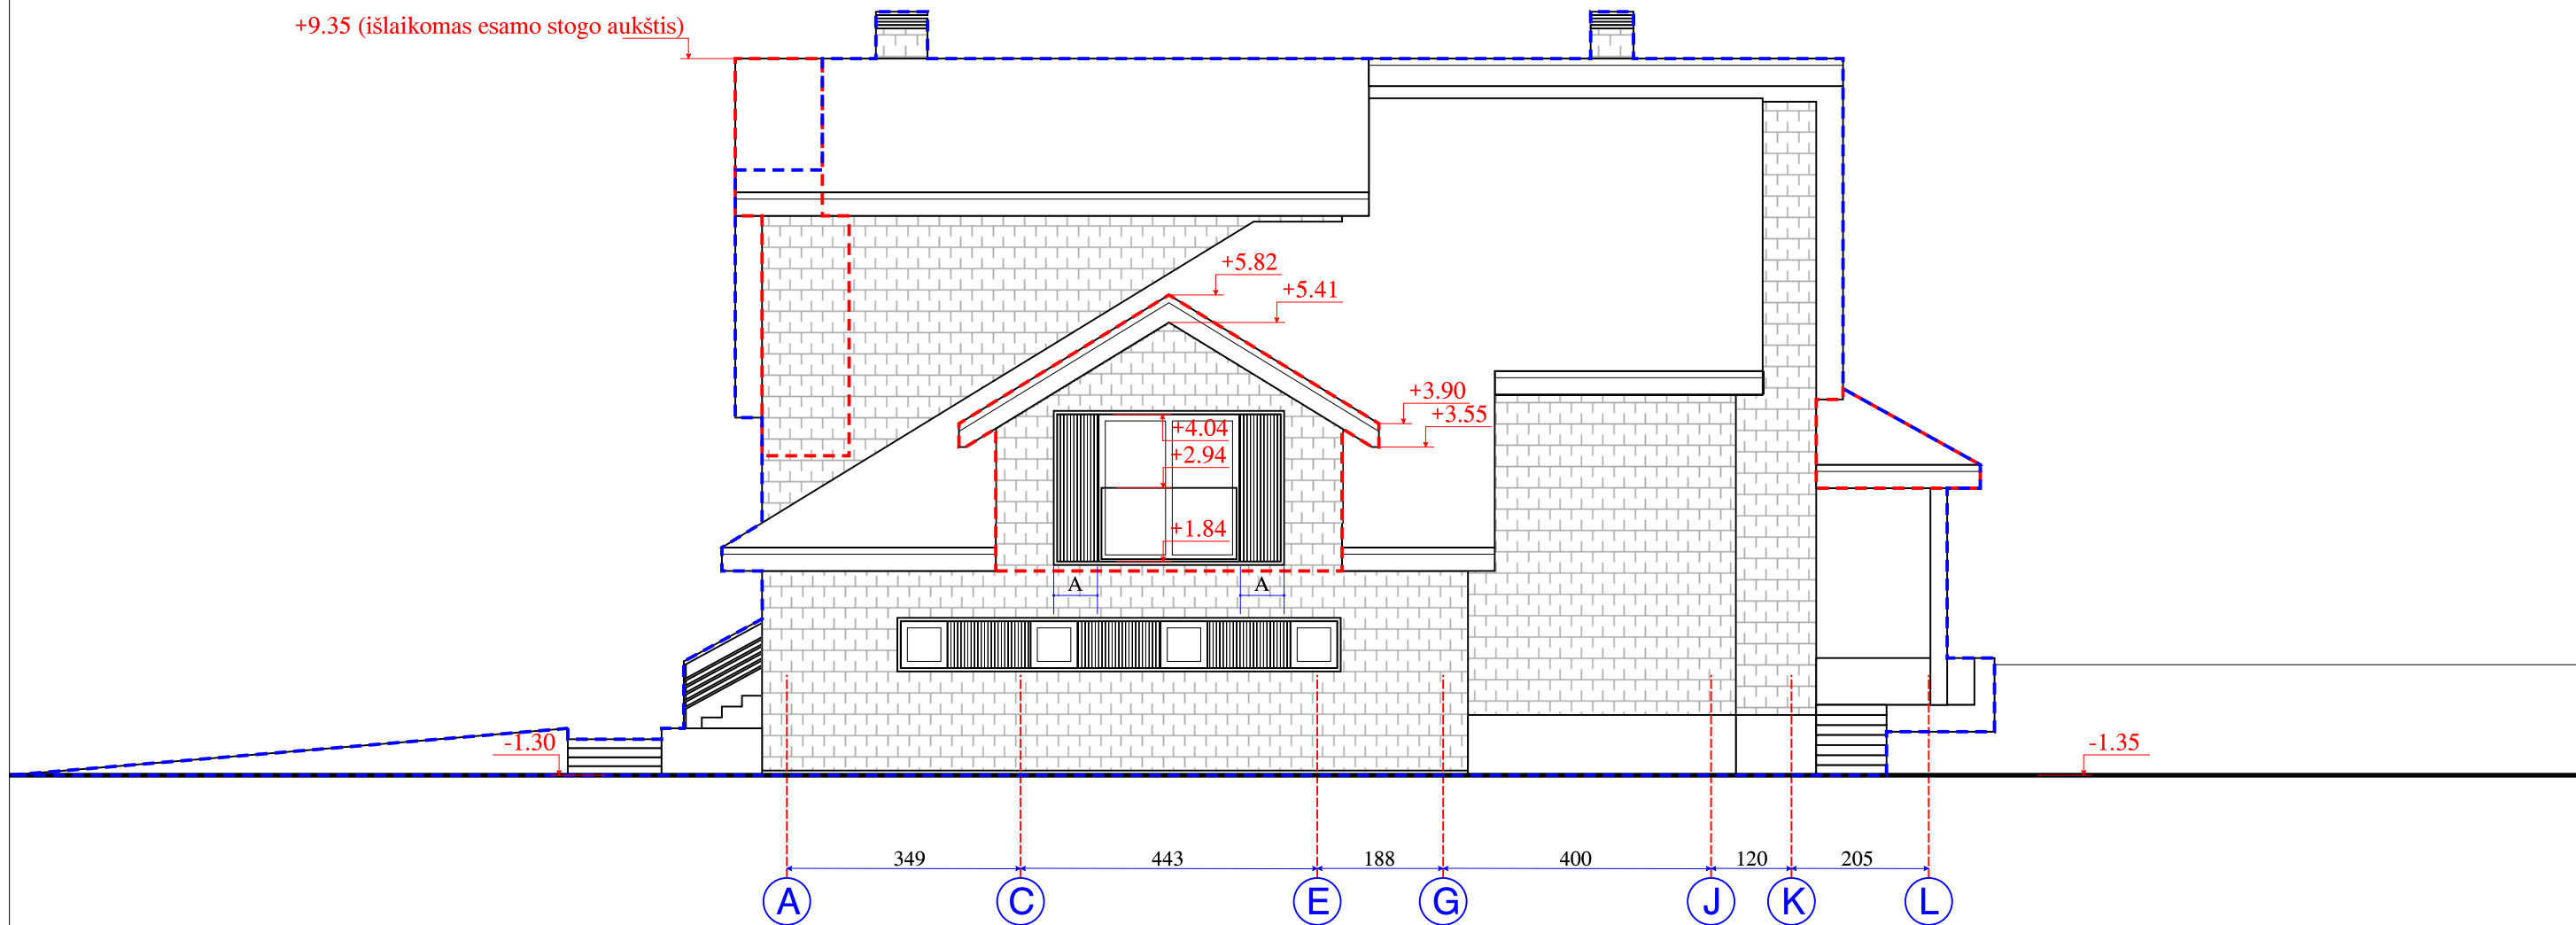 +9.35 (išlaikomas esamo stogo aukštis)
+5.82
+5.41
+3.90
+3.55
+4.04
+2.94
+1.84
A A
-1.30
-1.35
349 443 188 400 120 205
A C E G J K L